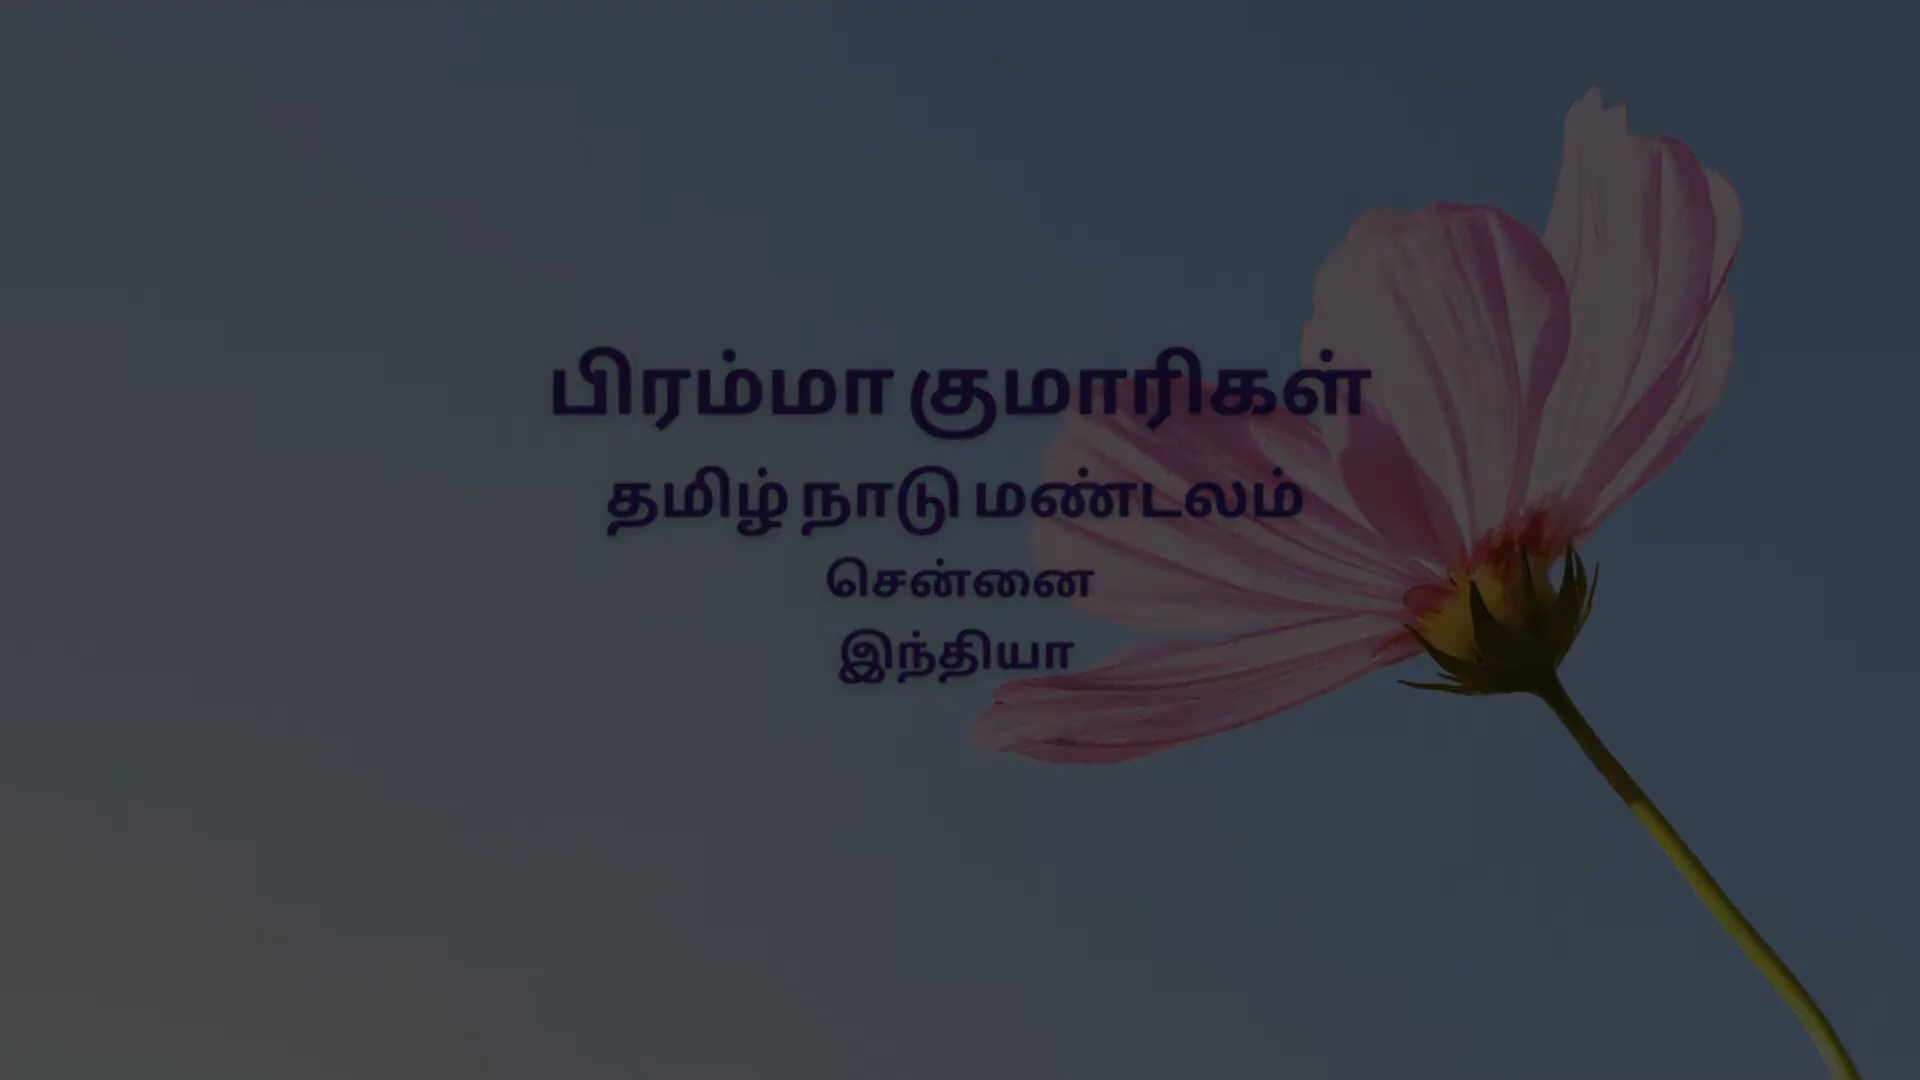 பிரம்மா குமாரிகள்
தமிழ் நாடு மண்டலம்
சென்னை
இந்தியா